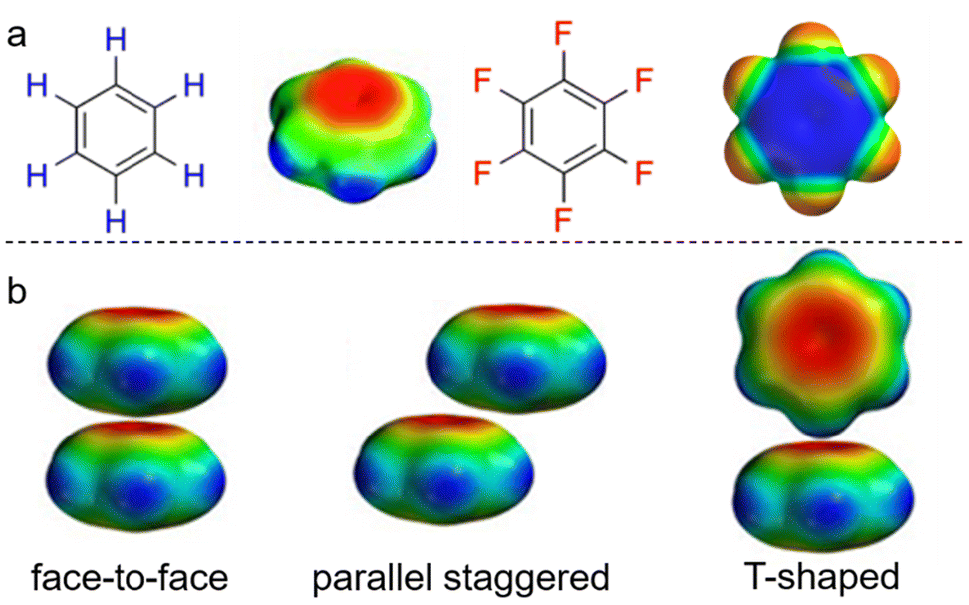 a
H
H
H
H
H
H
F
F
F
F
F
F
b
face-to-face
parallel staggered
T-shaped